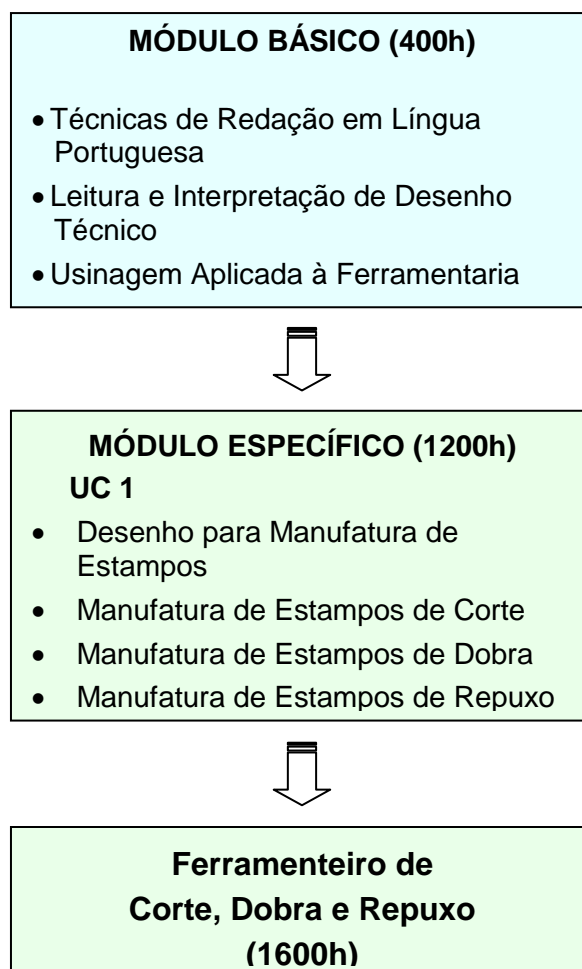 MÓDULO BÁSICO (400h)
• Técnicas de Redação em Língua
Portuguesa
• Leitura e Interpretação de Desenho
Técnico
• Usinagem Aplicada à Ferramentaria
MÓDULO ESPECÍFICO (1200h)
UC 1
• Desenho para Manufatura de
Estampos
• Manufatura de Estampos de Corte
• Manufatura de Estampos de Dobra
• Manufatura de Estampos de Repuxo
Ferramenteiro de
Corte, Dobra e Repuxo
(1600h)